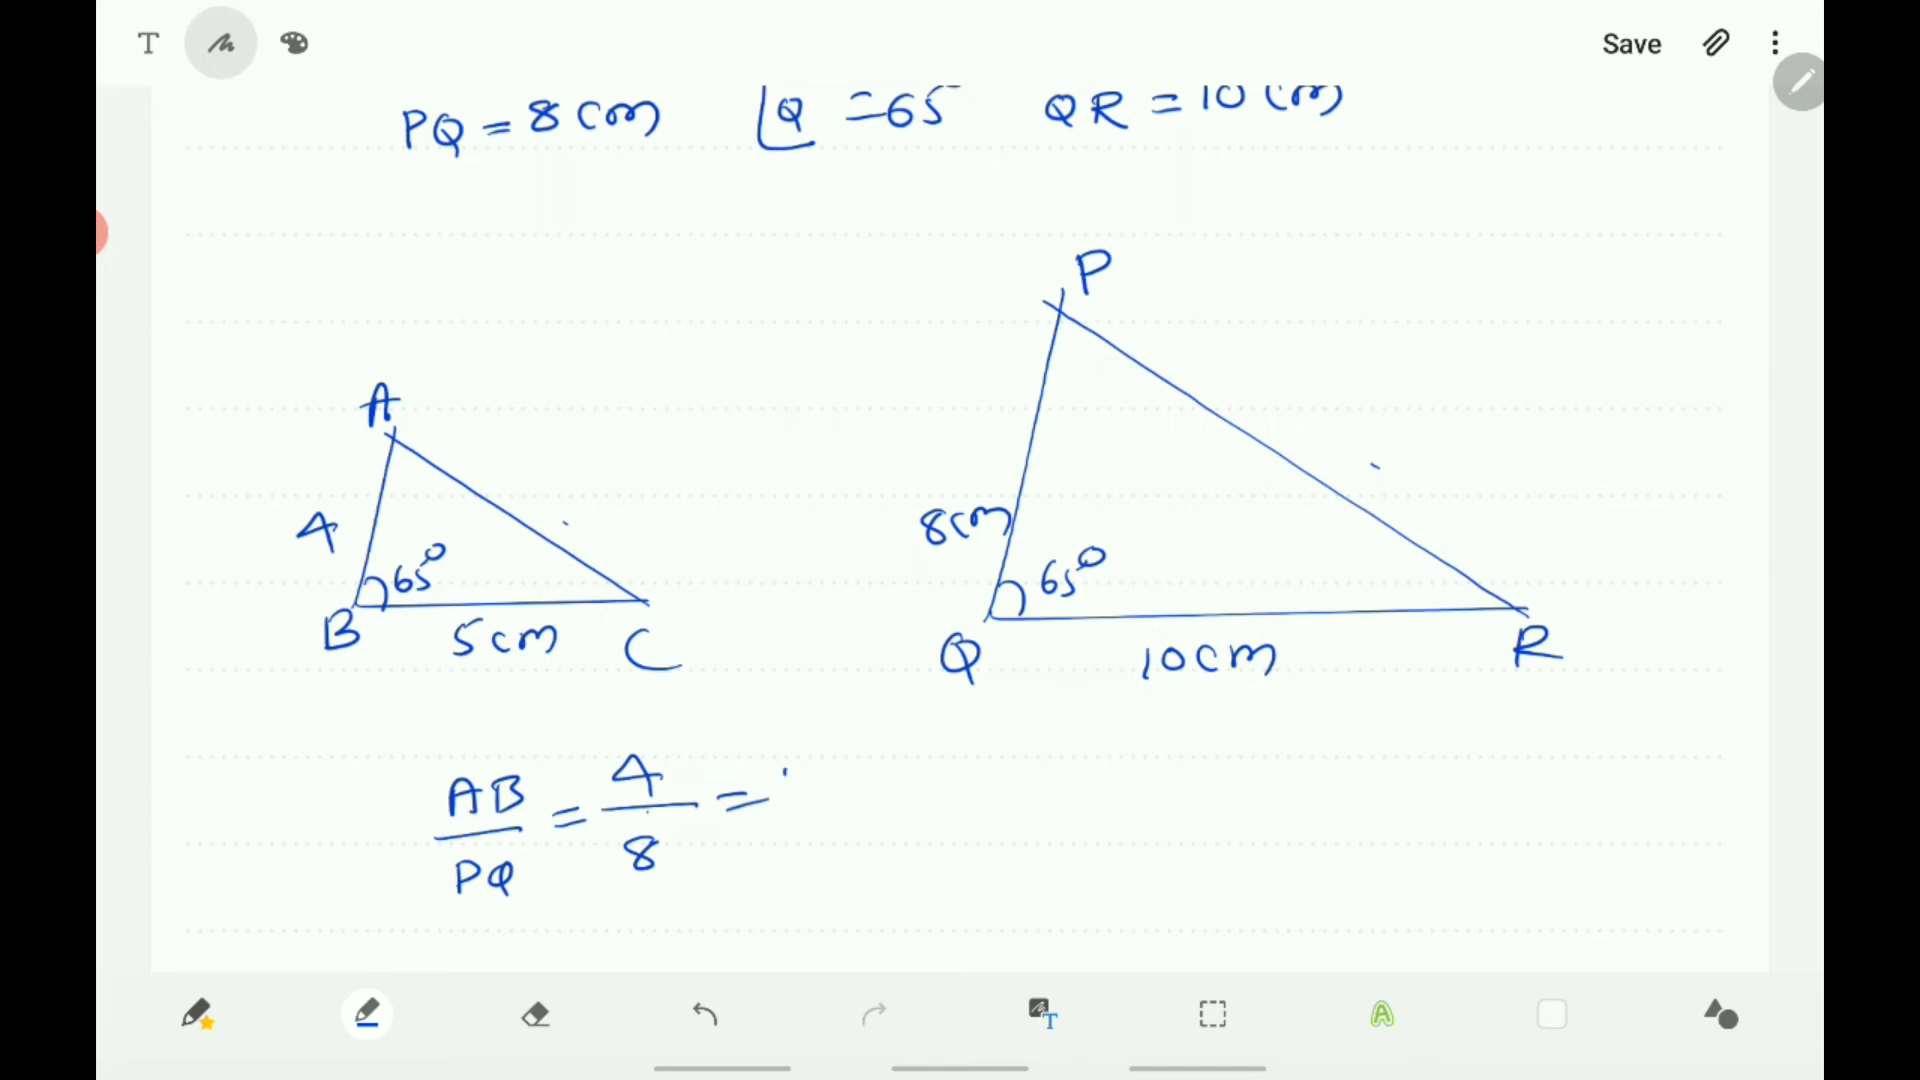 T Save
PQ = 8 cm ∠Q = 65 QR = 10 cm
P
A
4
8cm
65°
65°
B 5cm C
Q 10cm R
AB/PQ = 4/8 =
T
A